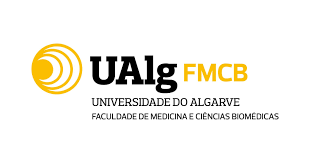 UAlg FMCB
UNIVERSIDADE DO ALGARVE
FACULDADE DE MEDICINA E CIÊNCIAS BIOMÉDICAS